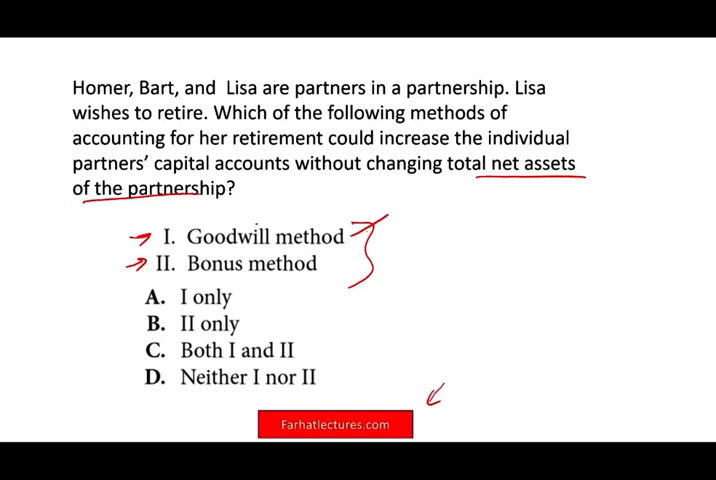 Homer, Bart, and Lisa are partners in a partnership. Lisa
wishes to retire. Which of the following methods of
accounting for her retirement could increase the individual
partners’ capital accounts without changing total net assets
of the partnership?
I. Goodwill method
II. Bonus method
A. I only
B. II only
C. Both I and II
D. Neither I nor II
Farhatlectures.com